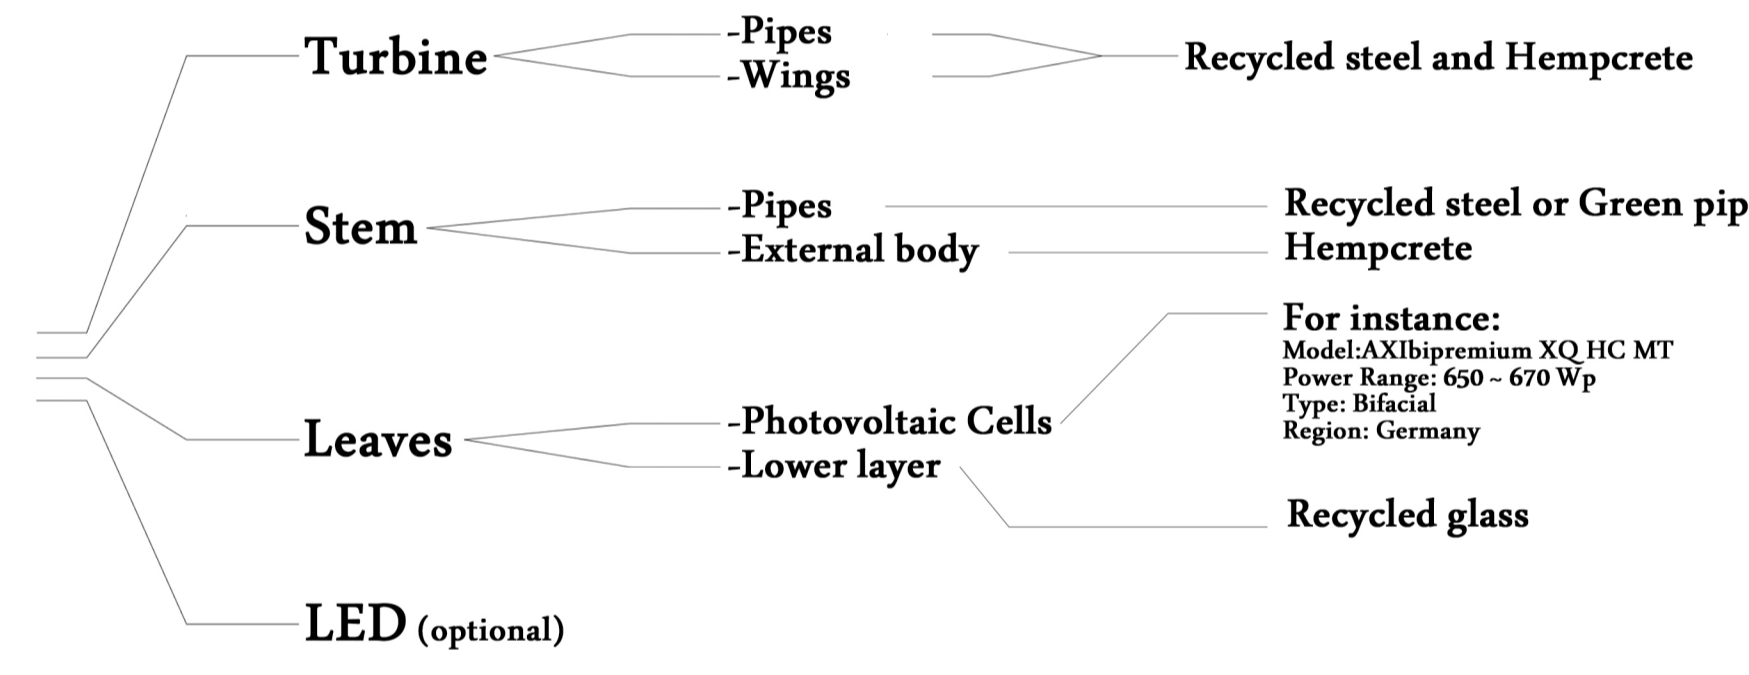 Turbine
-Pipes
-Wings
Recycled steel and Hempcrete
Stem
-Pipes
-External body
Recycled steel or Green pip
Hempcrete
Leaves
-Photovoltaic Cells
-Lower layer
For instance:
Model:AXIbipremium XQ HC MT
Power Range: 650 ~ 670 Wp
Type: Bifacial
Region: Germany
Recycled glass
LED (optional)